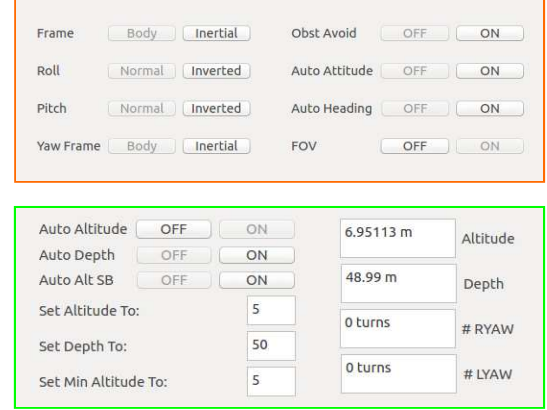 Frame Body Inertial Obst Avoid OFF ON
Roll Normal Inverted Auto Attitude OFF ON
Pitch Normal Inverted Auto Heading OFF ON
Yaw Frame Body Inertial FOV OFF ON
Auto Altitude OFF ON 6.95113 m Altitude
Auto Depth OFF ON
Auto Alt SB OFF ON 48.99 m Depth
Set Altitude To: 5
0 turns # RYAW
Set Depth To: 50
0 turns # LYAW
Set Min Altitude To: 5